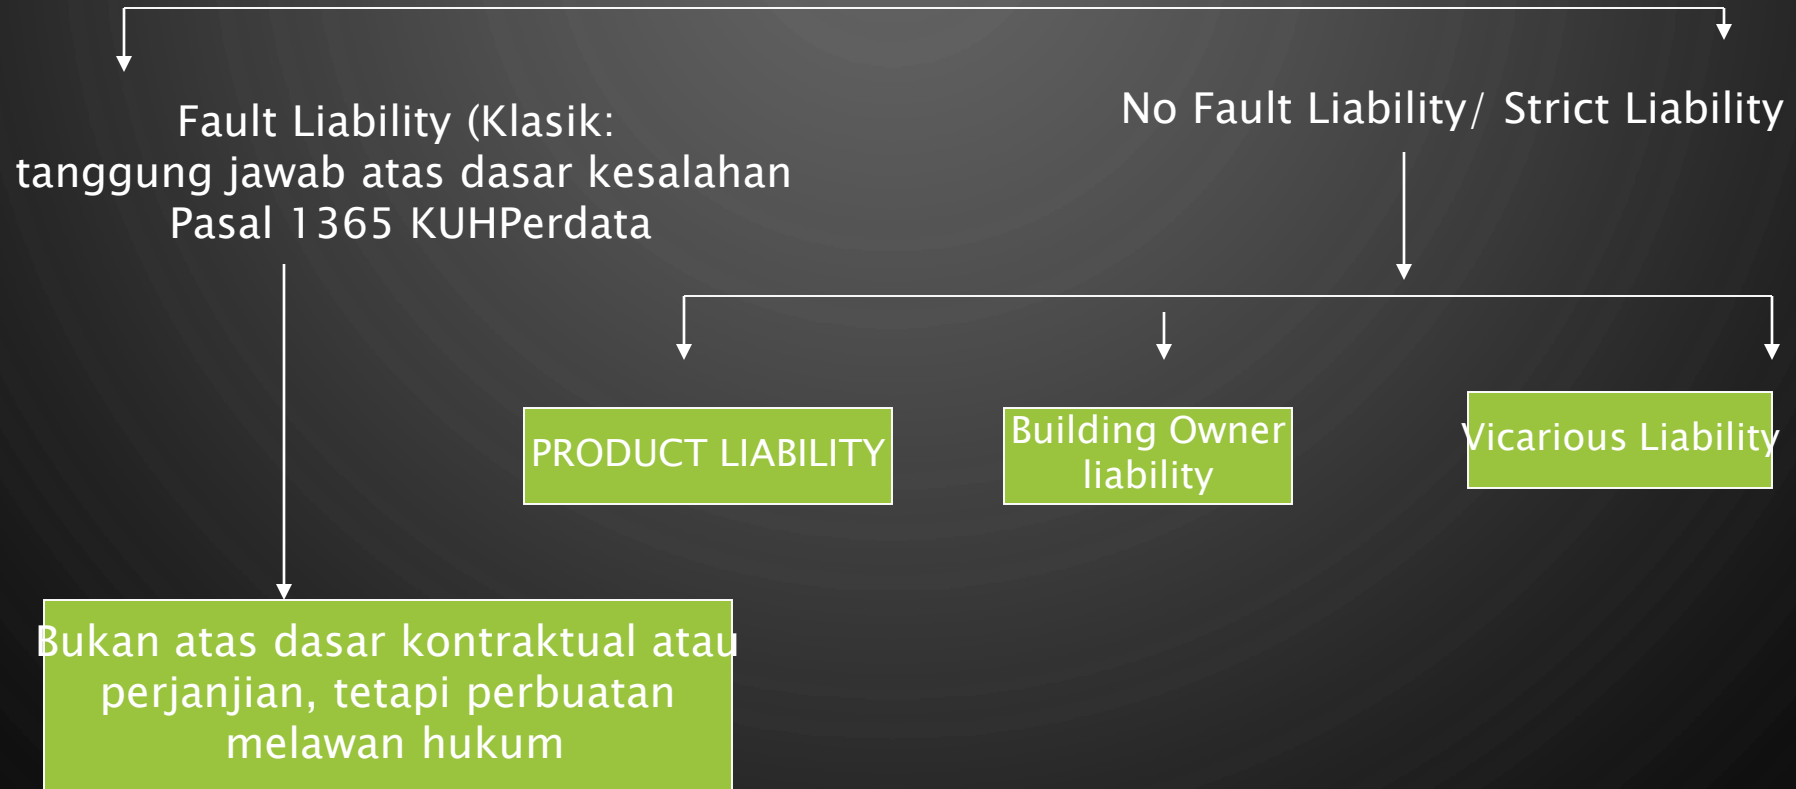 Fault Liability (Klasik:
tanggung jawab atas dasar kesalahan
Pasal 1365 KUHPerdata
No Fault Liability/ Strict Liability
PRODUCT LIABILITY
Building Owner
liability
Vicarious Liability
Bukan atas dasar kontraktual atau
perjanjian, tetapi perbuatan
melawan hukum